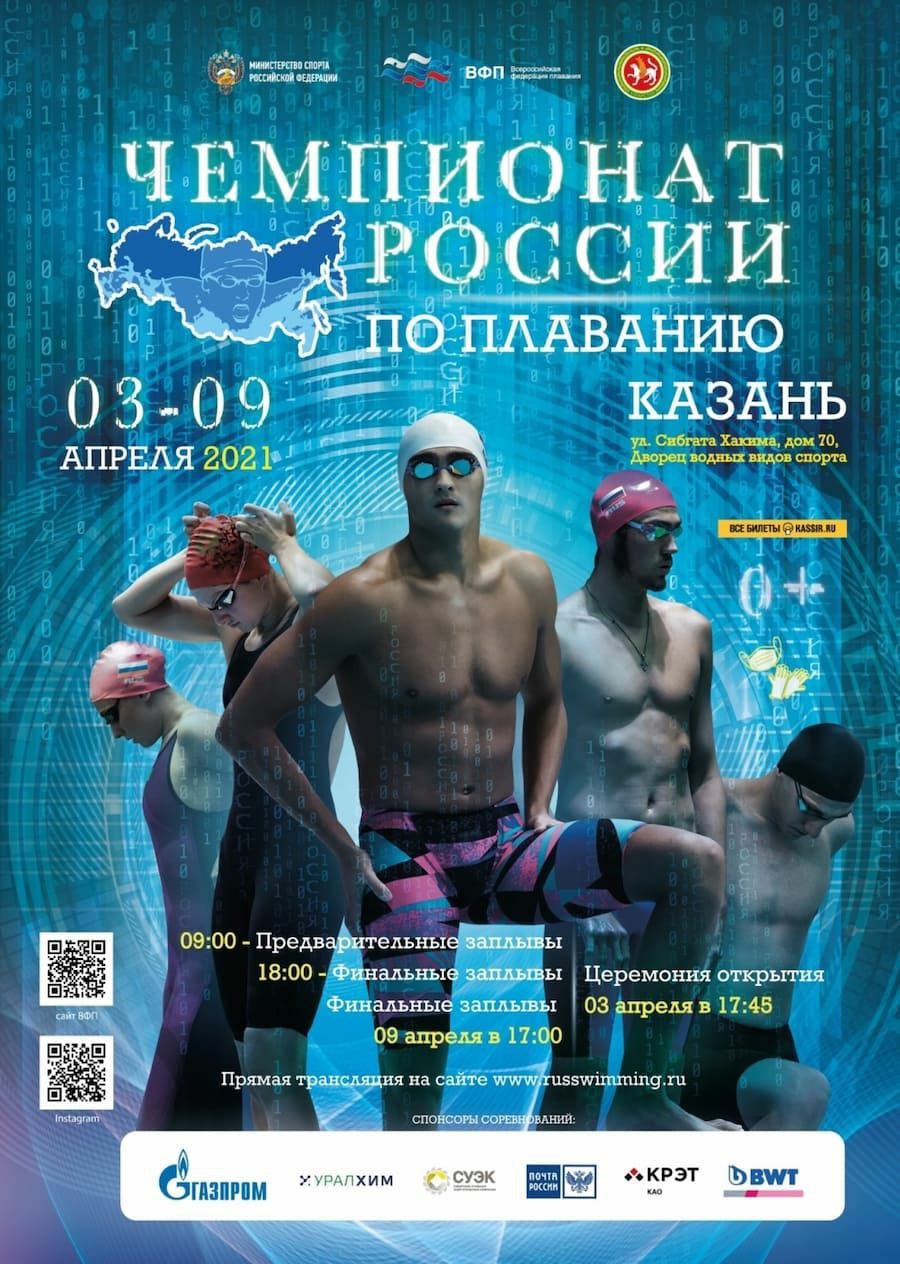 МИНИСТЕРСТВО СПОРТА
РОССИЙСКОЙ ФЕДЕРАЦИИ
ВФП
Всероссийская
федерация плавания
ЧЕМПИОНАТ
РОССИИ
ПО ПЛАВАНИЮ
03-09
АПРЕЛЯ 2021
КАЗАНЬ
ул. Сибгата Хакима, дом 70,
Дворец водных видов спорта
ВСЕ БИЛЕТЫ KASSIR.RU
0+
09:00 - Предварительные заплывы
18:00 - Финальные заплывы
Финальные заплывы
09 апреля в 17:00
Церемония открытия
03 апреля в 17:45
сайт ВФП
Instagram
Прямая трансляция на сайте www.russwimming.ru
СПОНСОРЫ СОРЕВНОВАНИЙ:
ГАЗПРОМ
УРАЛХИМ
СУЭК
ПОЧТА
РОССИИ
КРЭТ
КАО
BWT